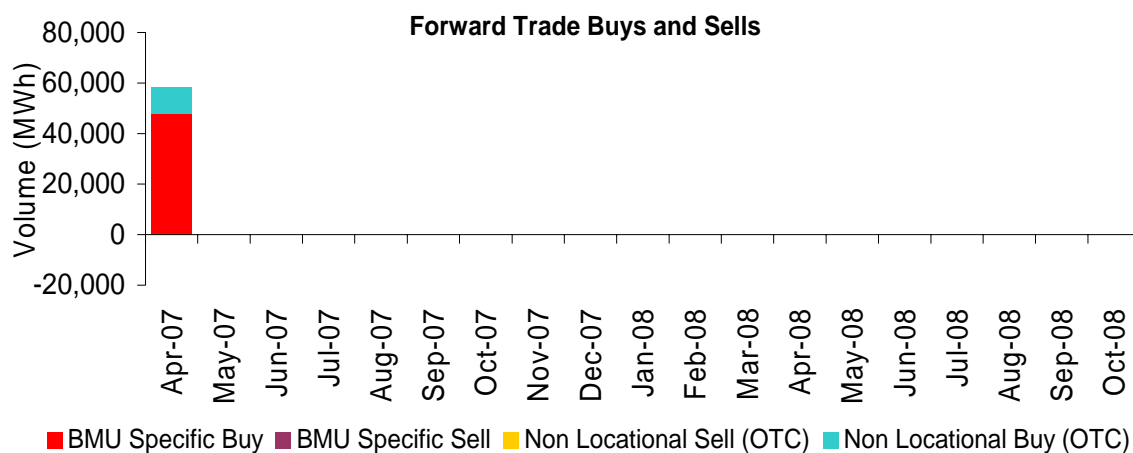 Forward Trade Buys and Sells
Volume (MWh)
80,000
60,000
40,000
20,000
0
-20,000
Apr-07
May-07
Jun-07
Jul-07
Aug-07
Sep-07
Oct-07
Nov-07
Dec-07
Jan-08
Feb-08
Mar-08
Apr-08
May-08
Jun-08
Jul-08
Aug-08
Sep-08
Oct-08
BMU Specific Buy
BMU Specific Sell
Non Locational Sell (OTC)
Non Locational Buy (OTC)